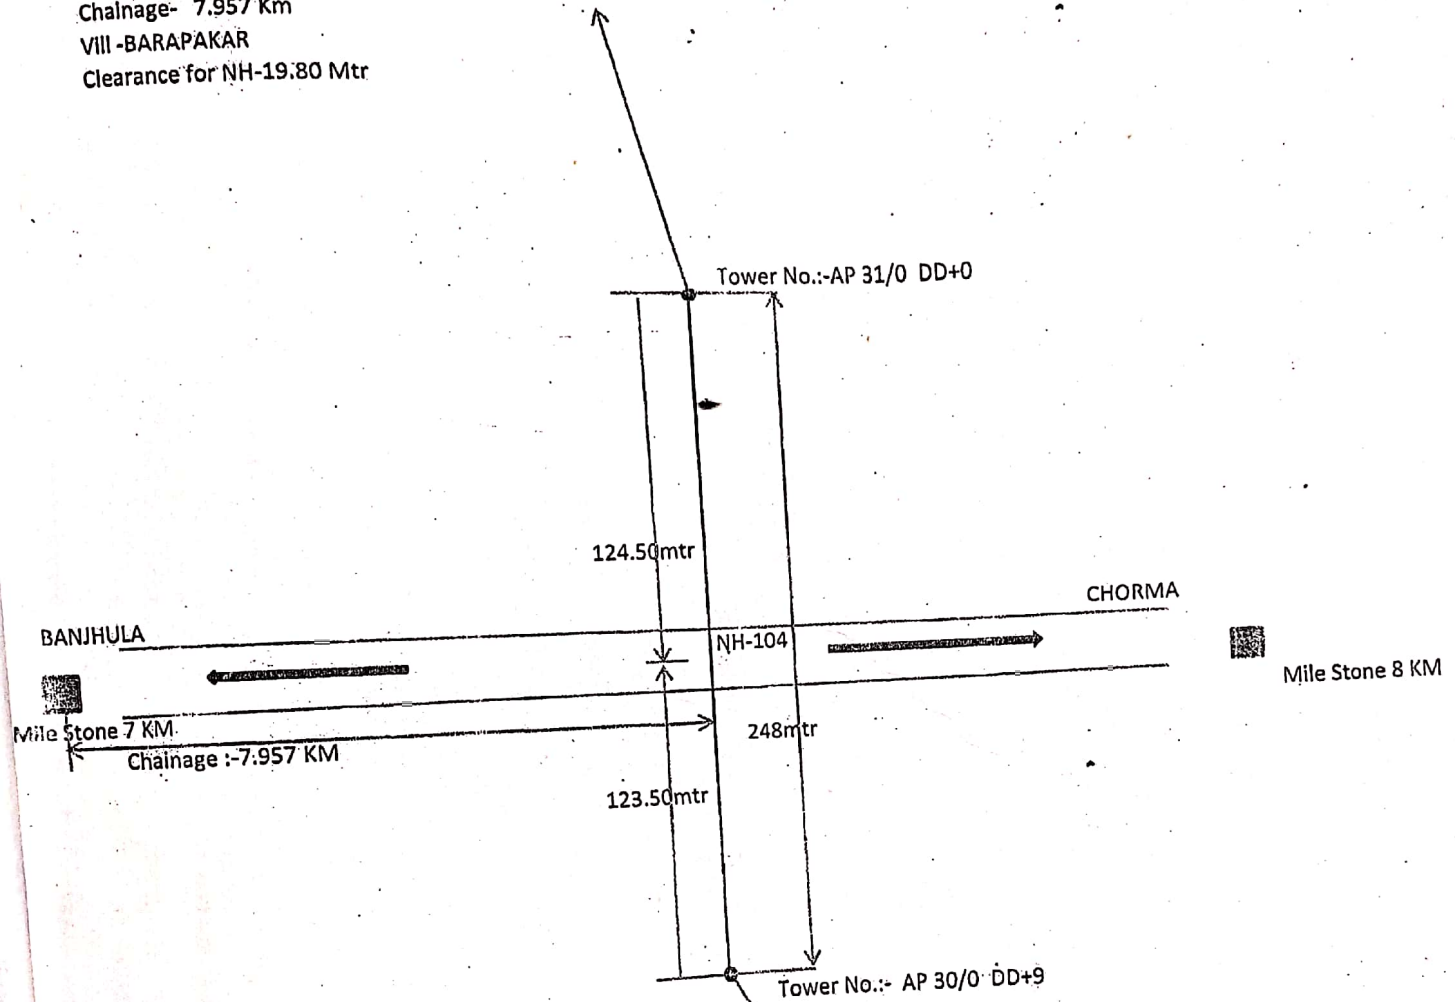 Chainage- 7.957 Km
Vill -BARAPAKAR
Clearance for NH-19.80 Mtr
Tower No.:-AP 31/0 DD+0
124.50mtr
CHORMA
BANJHULA
NH-104
Mile Stone 8 KM
Mile Stone 7 KM
248mtr
Chainage :-7.957 KM
123.50mtr
Tower No.:- AP 30/0 DD+9